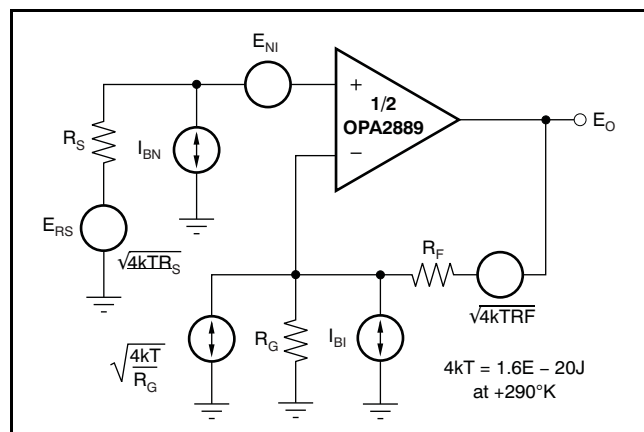 E_NI
+
1/2
OPA2889
−
E_O
R_S
I_BN
E_RS
√4kTR_S
R_F
√4kTRF
√4kT/R_G
R_G
I_BI
4kT = 1.6E − 20J
at +290°K